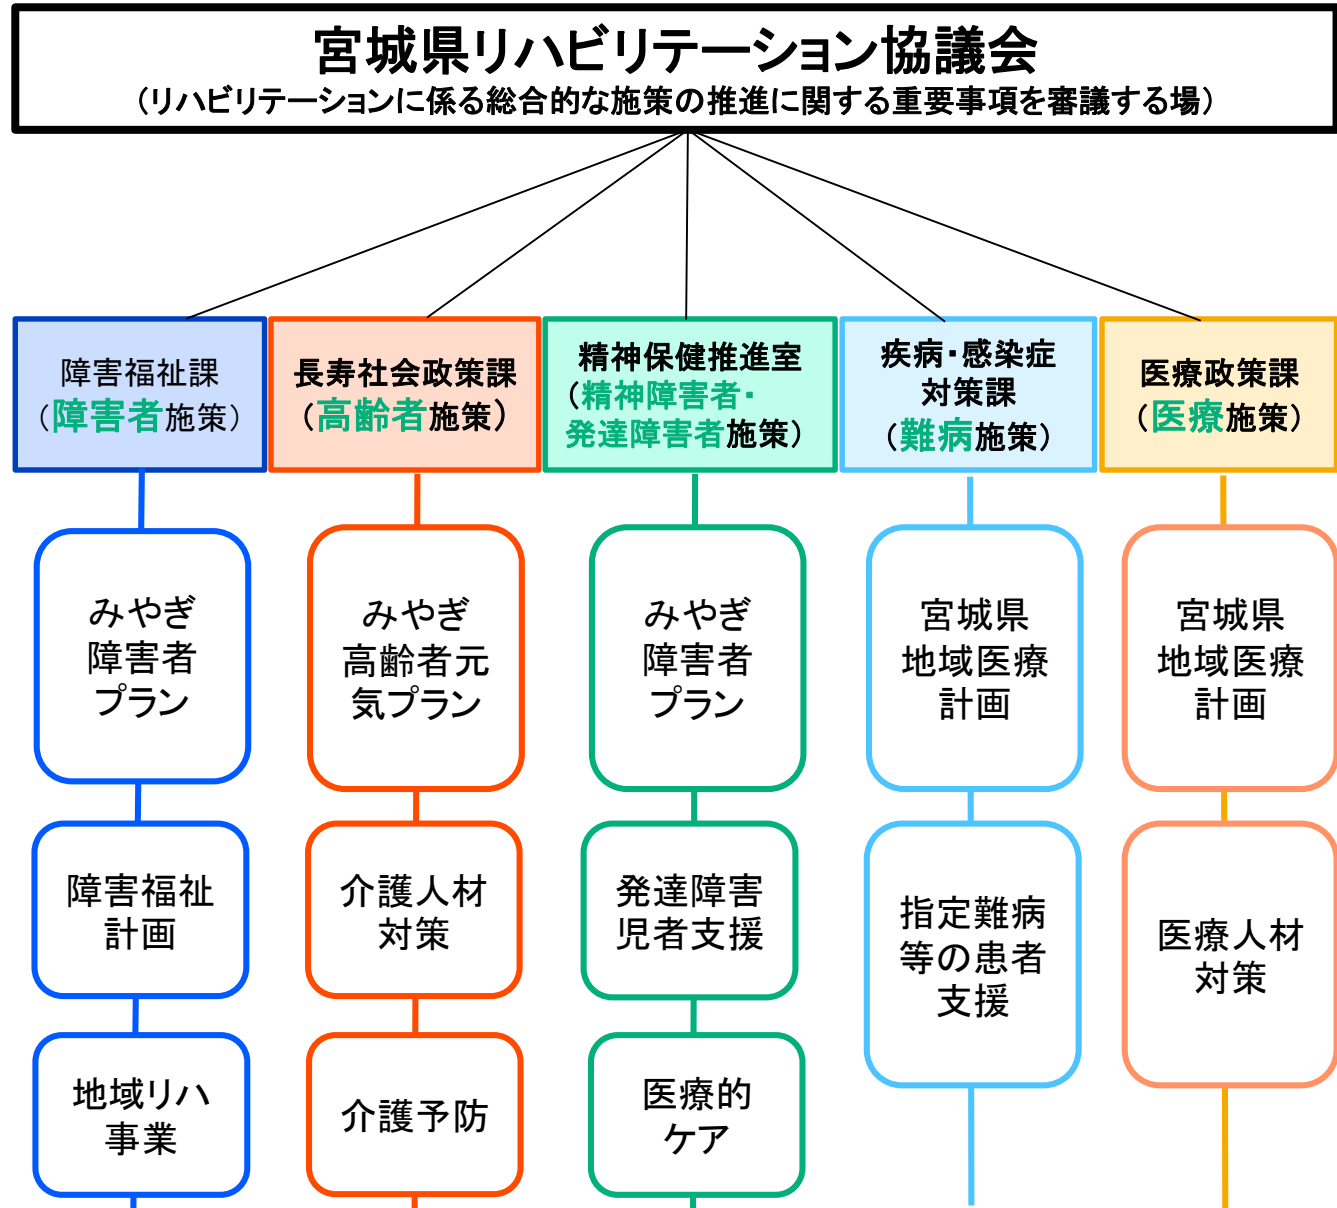 宮城県リハビリテーション協議会
（リハビリテーションに係る総合的な施策の推進に関する重要事項を審議する場）
障害福祉課
（障害者施策）
長寿社会政策課
（高齢者施策）
精神保健推進室
（精神障害者・
発達障害者施策）
疾病・感染症
対策課
（難病施策）
医療政策課
（医療施策）
みやぎ
障害者
プラン
みやぎ
高齢者元
気プラン
みやぎ
障害者
プラン
宮城県
地域医療
計画
宮城県
地域医療
計画
障害福祉
計画
介護人材
対策
発達障害
児者支援
指定難病
等の患者
支援
医療人材
対策
地域リハ
事業
介護予防
医療的
ケア